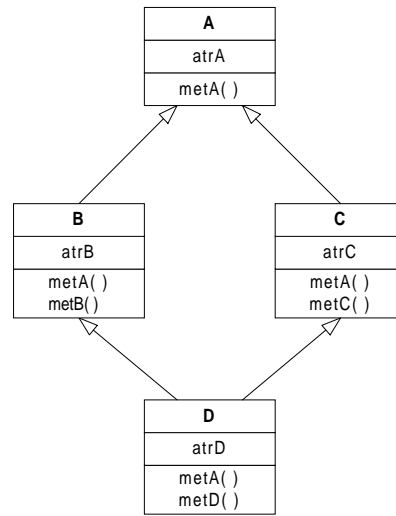 A
atrA
metA( )
B
atrB
metA( )
metB( )
C
atrC
metA( )
metC( )
D
atrD
metA( )
metD( )